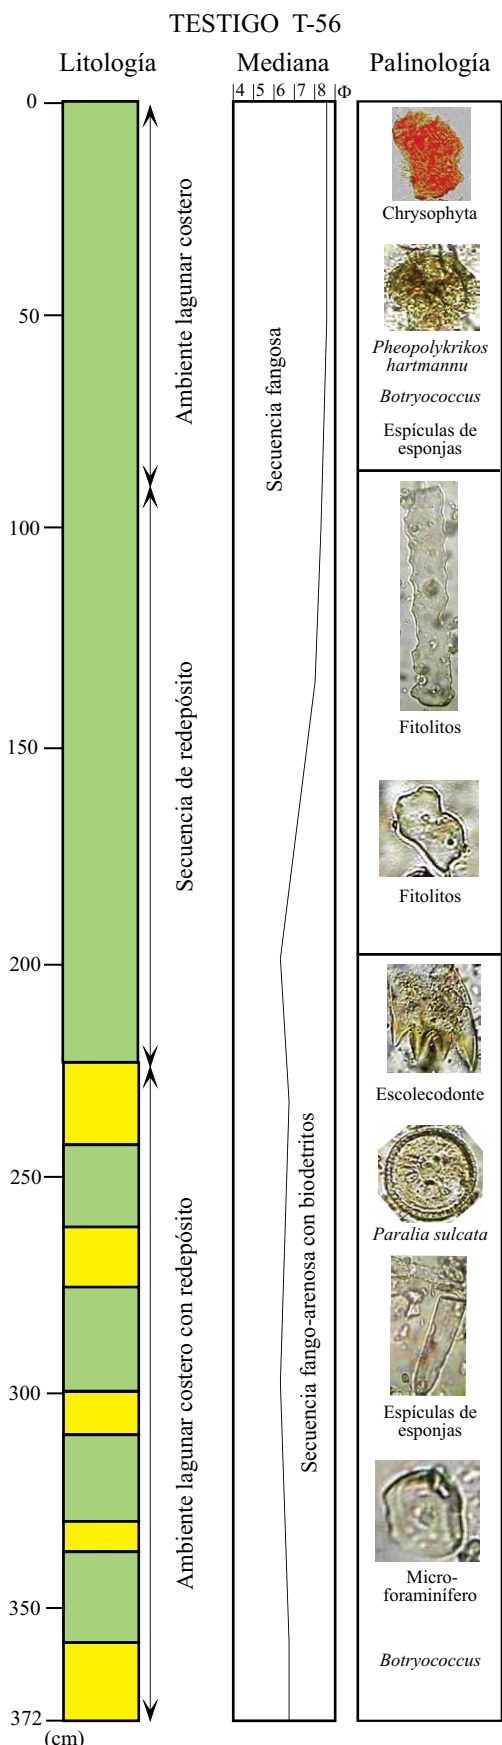 TESTIGO T-56
Litología
Mediana
Palinología
4 5 6 7 8 Φ
0
50
100
150
200
250
300
350
372
(cm)
Ambiente lagunar costero
Secuencia de redepósito
Ambiente lagunar costero con redepósito
Secuencia fangosa
Secuencia fango-arenosa con biodetritos
Chrysophyta
Pheopolykrikos
hartmannu
Botryococcus
Espículas de
esponjas
Fitolitos
Fitolitos
Escolecodonte
Paralia sulcata
Espículas de
esponjas
Micro-
foraminífero
Botryococcus